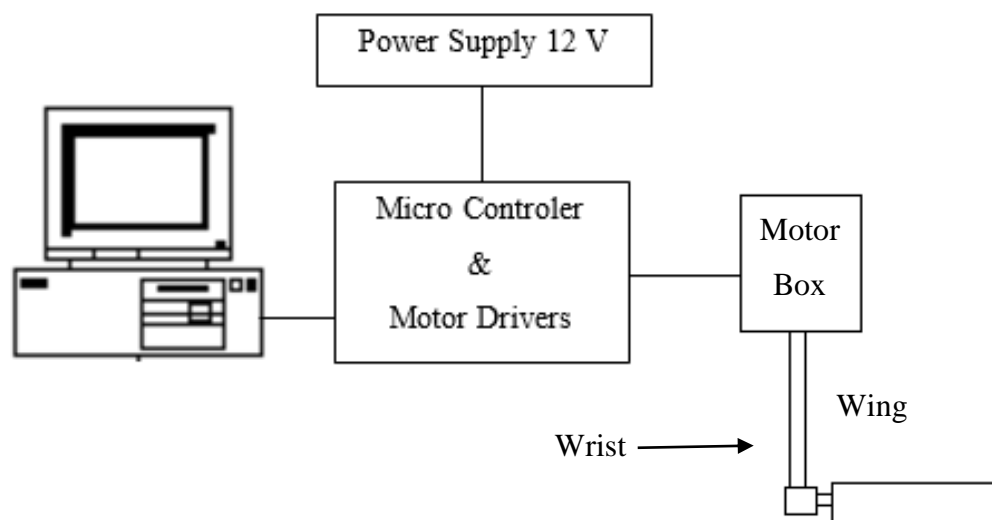 Power Supply 12 V
Micro Controler
&
Motor Drivers
Motor
Box
Wing
Wrist